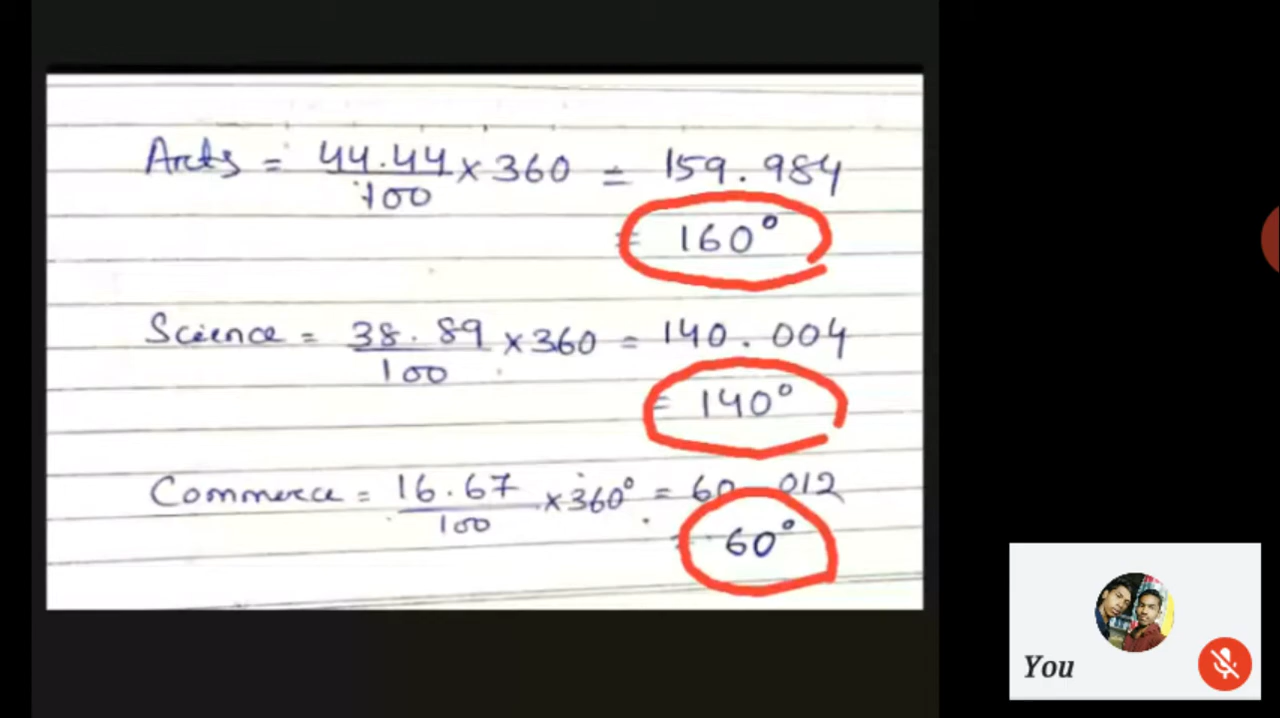 Arts = 44.44/100 × 360 = 159.984
= 160°
Science = 38.89/100 × 360 = 140.004
= 140°
Commerce = 16.67/100 × 360° = 60.012
= 60°
You